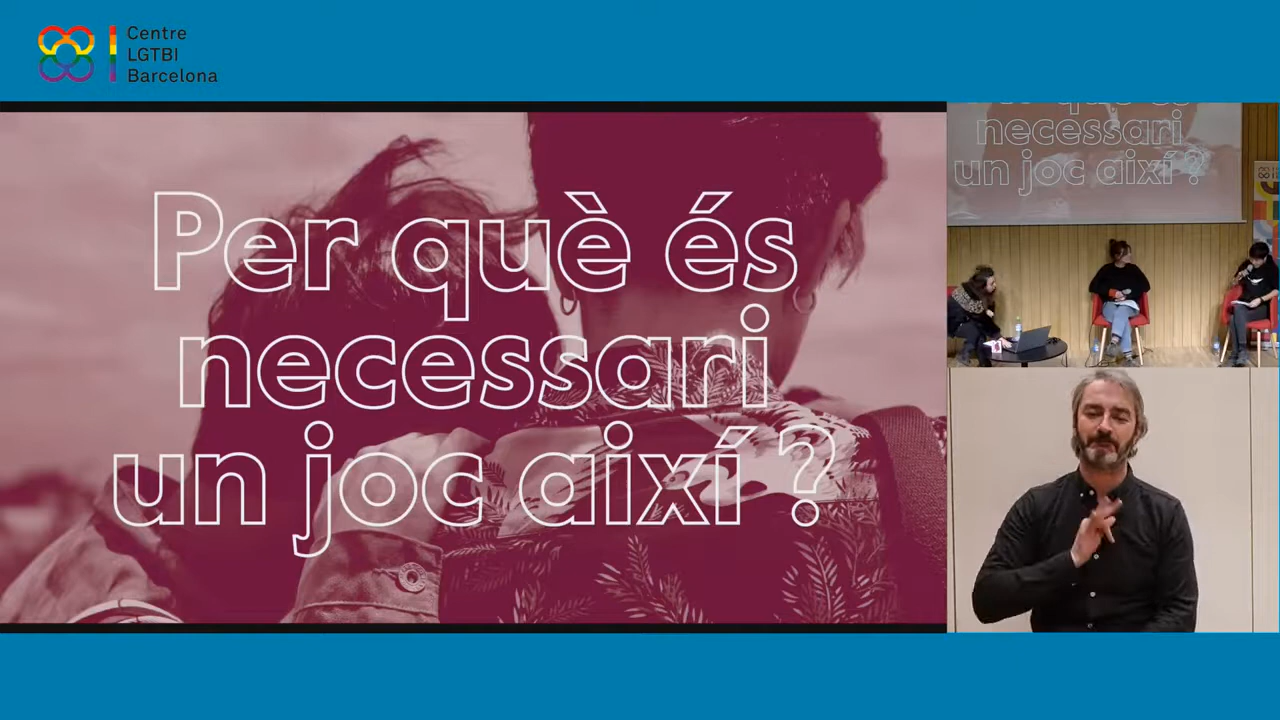 Centre
LGTBI
Barcelona
Per què és
necessari
un joc així ?
necessari
un joc així ?